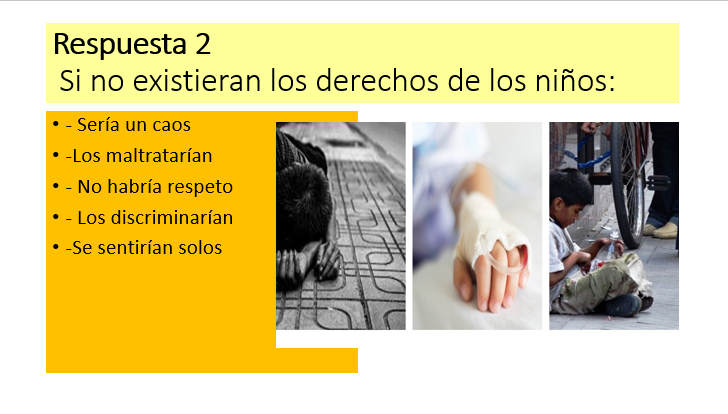 Respuesta 2
Si no existieran los derechos de los niños:
• - Sería un caos
• -Los maltratarían
• - No habría respeto
• - Los discriminarían
• -Se sentirían solos